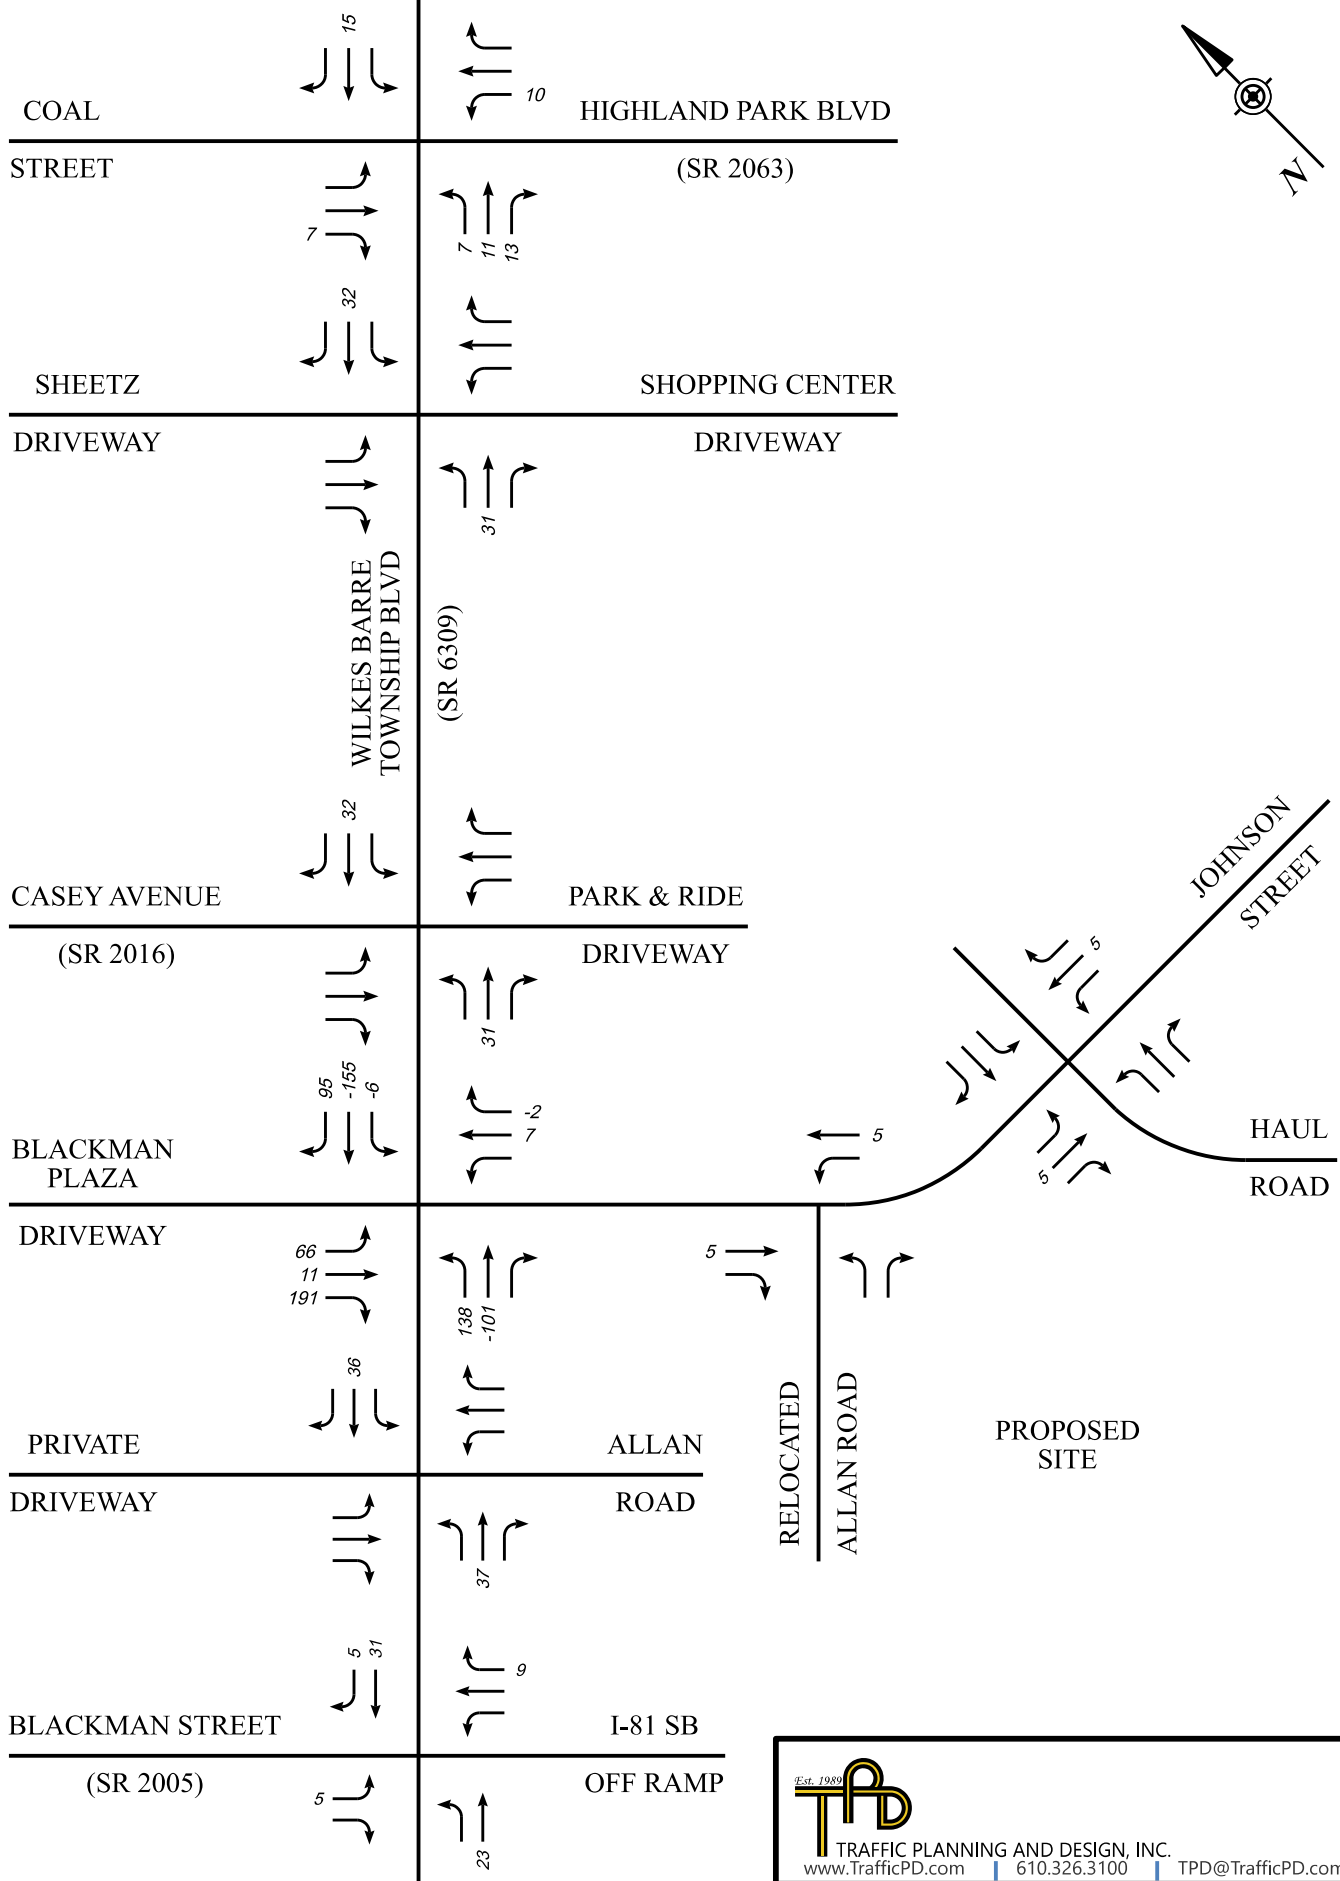 15
10
COAL
HIGHLAND PARK BLVD
STREET
(SR 2063)
7
7
11
13
32
SHEETZ
SHOPPING CENTER
DRIVEWAY
DRIVEWAY
31
WILKES BARRE
TOWNSHIP BLVD
(SR 6309)
N
32
CASEY AVENUE
PARK & RIDE
(SR 2016)
DRIVEWAY
31
JOHNSON
STREET
5
5
HAUL
ROAD
95
-155
-6
-2
7
5
BLACKMAN
PLAZA
DRIVEWAY
66
11
191
138
-101
5
36
PRIVATE
ALLAN
DRIVEWAY
ROAD
RELOCATED
ALLAN ROAD
PROPOSED
SITE
37
5
31
9
BLACKMAN STREET
I-81 SB
(SR 2005)
OFF RAMP
5
23
Est. 1989
TPD
TRAFFIC PLANNING AND DESIGN, INC.
www.TrafficPD.com | 610.326.3100 | TPD@TrafficPD.com